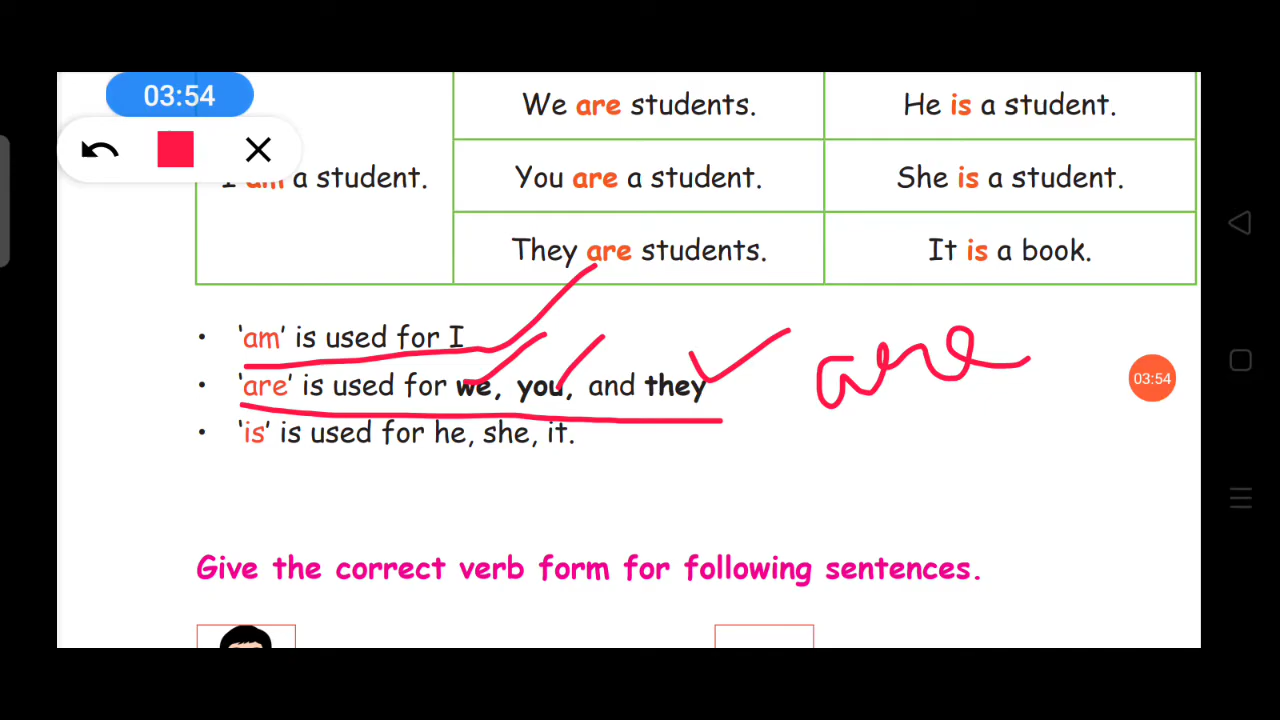 03:54
We are students.
He is a student.
I am a student.
You are a student.
She is a student.
They are students.
It is a book.
• ‘am’ is used for I
• ‘are’ is used for we, you, and they
are
03:54
• ‘is’ is used for he, she, it.
Give the correct verb form for following sentences.